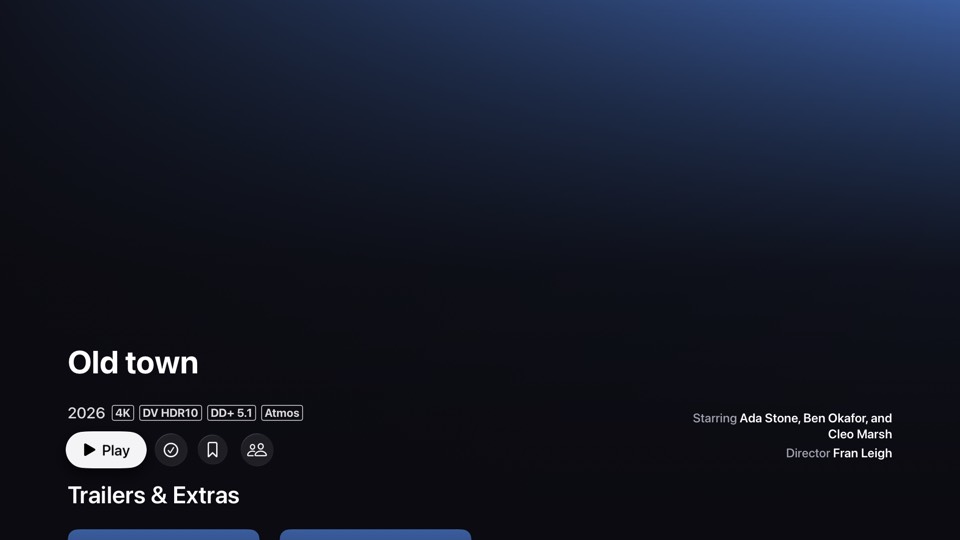 Old town
2026 4K DV HDR10 DD+ 5.1 Atmos
Starring Ada Stone, Ben Okafor, and
Cleo Marsh
Play
Director Fran Leigh
Trailers & Extras